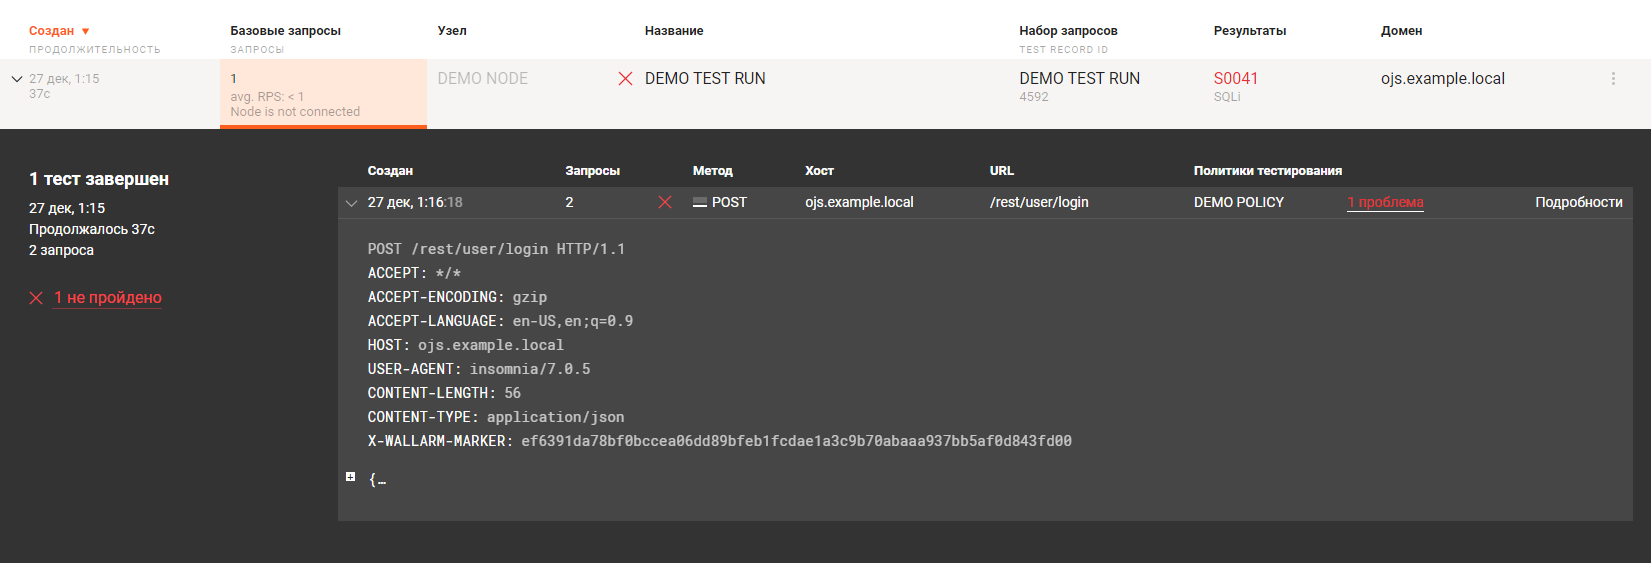 Создан ▼ Базовые запросы Узел Название Набор запросов Результаты Домен
ПРОДОЛЖИТЕЛЬНОСТЬ ЗАПРОСЫ TEST RECORD ID
27 дек, 1:15 1 DEMO NODE DEMO TEST RUN DEMO TEST RUN S0041 ojs.example.local
37с avg. RPS: < 1 4592 SQLi
Node is not connected
1 тест завершен
27 дек, 1:15
Продолжалось 37с
2 запроса
1 не пройдено
Создан Запросы Метод Хост URL Политики тестирования
27 дек, 1:16:18 2 POST ojs.example.local /rest/user/login DEMO POLICY 1 проблема Подробности
POST /rest/user/login HTTP/1.1
ACCEPT: */*
ACCEPT-ENCODING: gzip
ACCEPT-LANGUAGE: en-US,en;q=0.9
HOST: ojs.example.local
USER-AGENT: insomnia/7.0.5
CONTENT-LENGTH: 56
CONTENT-TYPE: application/json
X-WALLARM-MARKER: ef6391da78bf0bccea06dd89bfeb1fcdae1a3c9b70abaaa937bb5af0d843fd00
{…